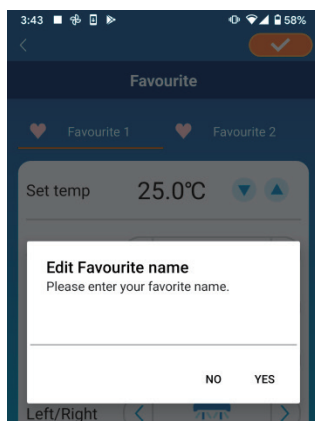 3:43 58%
Favourite
Favourite 1 Favourite 2
Set temp 25.0°C
Edit Favourite name
Please enter your favorite name.
NO YES
Left/Right